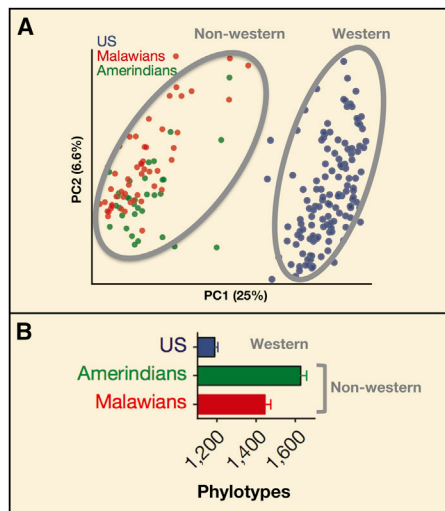 A
US
Malawians
Amerindians
Non-western
Western
PC2 (6.6%)
PC1 (25%)
B
US
Western
Amerindians
Non-western
Malawians
1,200
1,400
1,600
Phylotypes